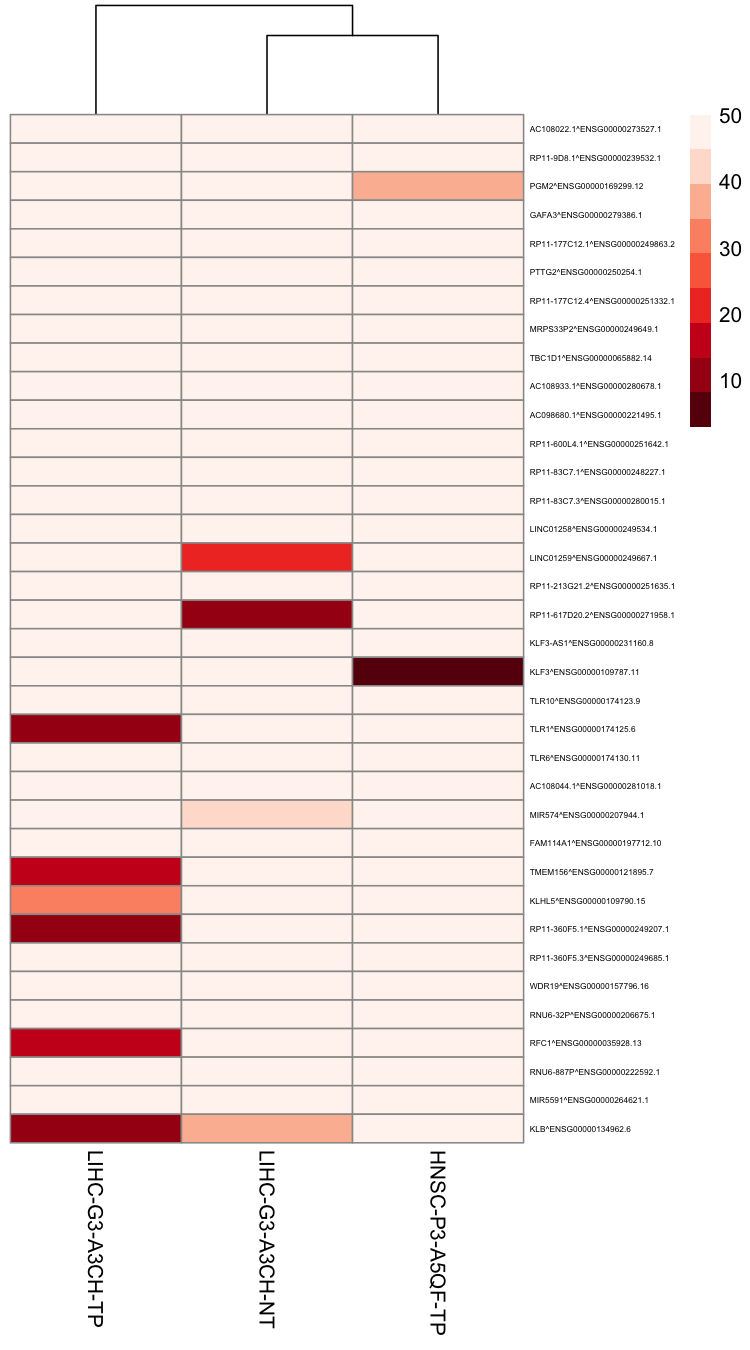 AC108022.1^ENSG00000273527.1
RP11-9D8.1^ENSG00000239532.1
PGM2^ENSG00000169299.12
GAFA3^ENSG00000279386.1
RP11-177C12.1^ENSG00000249863.2
PTTG2^ENSG00000250254.1
RP11-177C12.4^ENSG00000251332.1
MRPS33P2^ENSG00000249649.1
TBC1D1^ENSG00000065882.14
AC108933.1^ENSG00000280678.1
AC098680.1^ENSG00000221495.1
RP11-600L4.1^ENSG00000251642.1
RP11-83C7.1^ENSG00000248227.1
RP11-83C7.3^ENSG00000280015.1
LINC01258^ENSG00000249534.1
LINC01259^ENSG00000249667.1
RP11-213G21.2^ENSG00000251635.1
RP11-617D20.2^ENSG00000271958.1
KLF3-AS1^ENSG00000231160.8
KLF3^ENSG00000109787.11
TLR10^ENSG00000174123.9
TLR1^ENSG00000174125.6
TLR6^ENSG00000174130.11
AC108044.1^ENSG00000281018.1
MIR574^ENSG00000207944.1
FAM114A1^ENSG00000197712.10
TMEM156^ENSG00000121895.7
KLHL5^ENSG00000109790.15
RP11-360F5.1^ENSG00000249207.1
RP11-360F5.3^ENSG00000249685.1
WDR19^ENSG00000157796.16
RNU6-32P^ENSG00000206675.1
RFC1^ENSG00000035928.13
RNU6-887P^ENSG00000222592.1
MIR5591^ENSG00000264621.1
KLB^ENSG00000134962.6
50
40
30
20
10
LIHC-G3-A3CH-TP
LIHC-G3-A3CH-NT
HNSC-P3-A5QF-TP